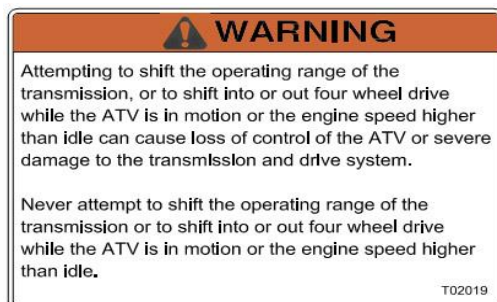 WARNING
Attempting to shift the operating range of the
transmission, or to shift into or out four wheel drive
while the ATV is in motion or the engine speed higher
than idle can cause loss of control of the ATV or severe
damage to the transmission and drive system.
Never attempt to shift the operating range of the
transmission or to shift into or out four wheel drive
while the ATV is in motion or the engine speed higher
than idle.
T02019